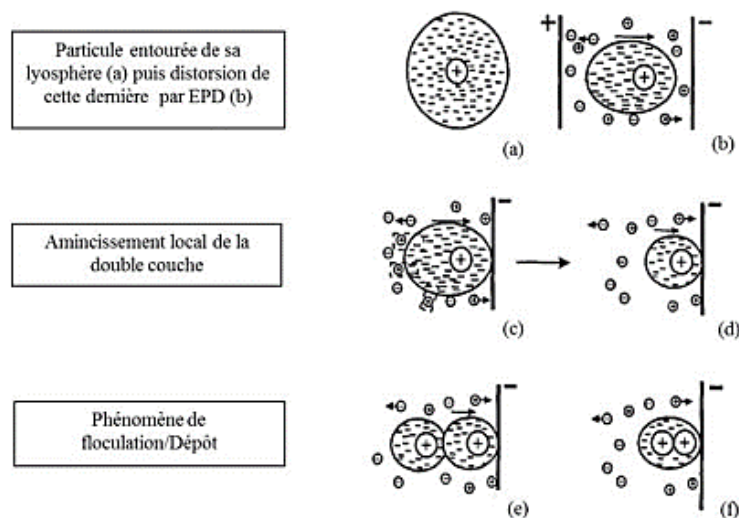 Particule entourée de sa
lyosphère (a) puis distorsion de
cette dernière par EPD (b)
+
+
+
-
(a)
(b)
Amincissement local de la
double couche
+
-
+
(c)
(d)
Phénomène de
floculation/Dépôt
+
+
-
+
+
-
(e)
(f)